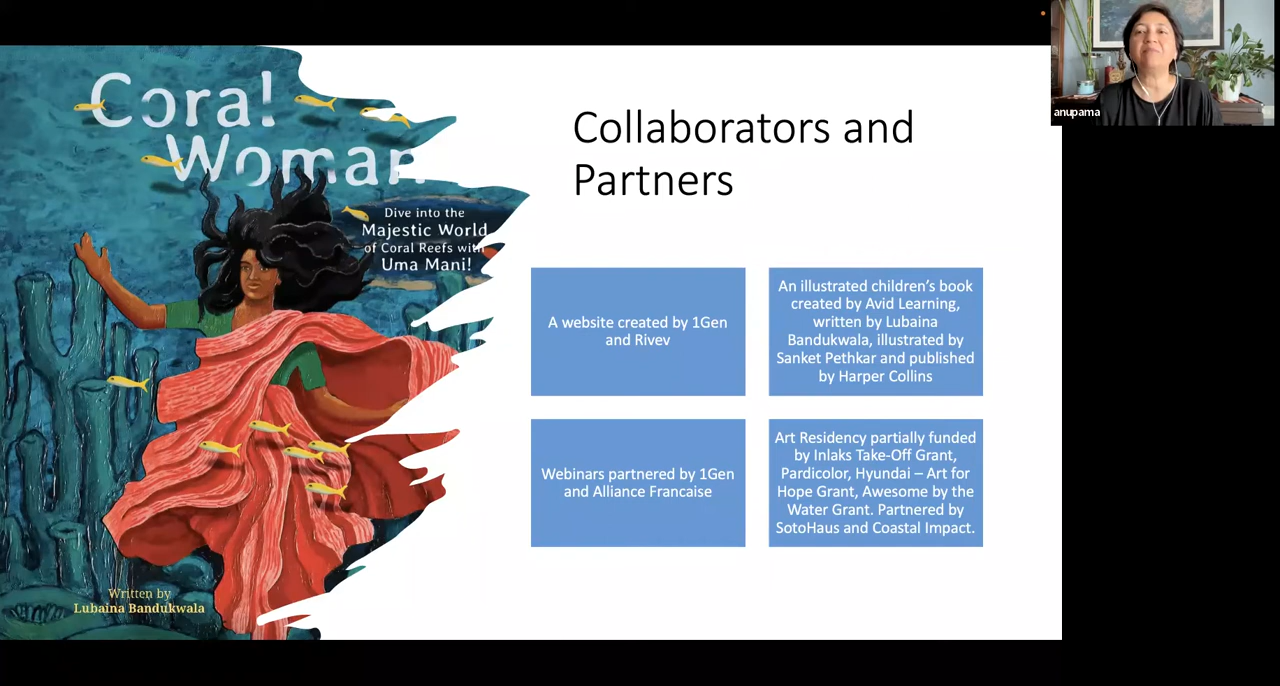 Coral
Woman
Dive into the
Majestic World
of Coral Reefs with
Uma Mani!
Written by
Lubaina Bandukwala
Collaborators and
Partners
A website created by 1Gen
and Rivev
An illustrated children's book
created by Avid Learning,
written by Lubaina
Bandukwala, illustrated by
Sanket Pethkar and published
by Harper Collins
Webinars partnered by 1Gen
and Alliance Francaise
Art Residency partially funded
by Inlaks Take-Off Grant,
Pardicolor, Hyundai – Art for
Hope Grant, Awesome by the
Water Grant. Partnered by
SotoHaus and Coastal Impact.
anupama